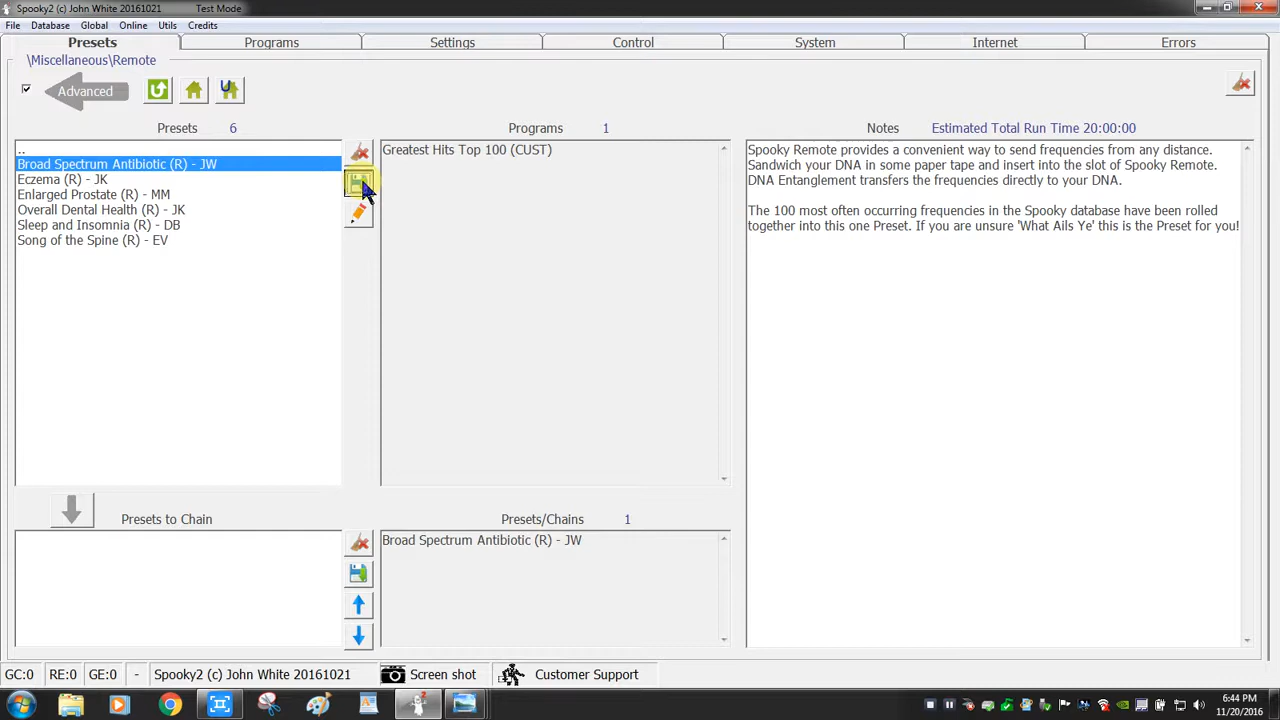 Spooky2 (c) John White 20161021 Test Mode
File Database Global Online Utils Credits
Presets Programs Settings Control System Internet Errors
\Miscellaneous\Remote
Advanced
Presets 6 Programs 1 Notes Estimated Total Run Time 20:00:00
..
Broad Spectrum Antibiotic (R) - JW
Eczema (R) - JK
Enlarged Prostate (R) - MM
Overall Dental Health (R) - JK
Sleep and Insomnia (R) - DB
Song of the Spine (R) - EV
Greatest Hits Top 100 (CUST)
Spooky Remote provides a convenient way to send frequencies from any distance.
Sandwich your DNA in some paper tape and insert into the slot of Spooky Remote.
DNA Entanglement transfers the frequencies directly to your DNA.
The 100 most often occurring frequencies in the Spooky database have been rolled
together into this one Preset. If you are unsure 'What Ails Ye' this is the Preset for you!
Presets to Chain Presets/Chains 1
Broad Spectrum Antibiotic (R) - JW
GC:0 RE:0 GE:0 - Spooky2 (c) John White 20161021 Screen shot Customer Support
6:44 PM
11/20/2016